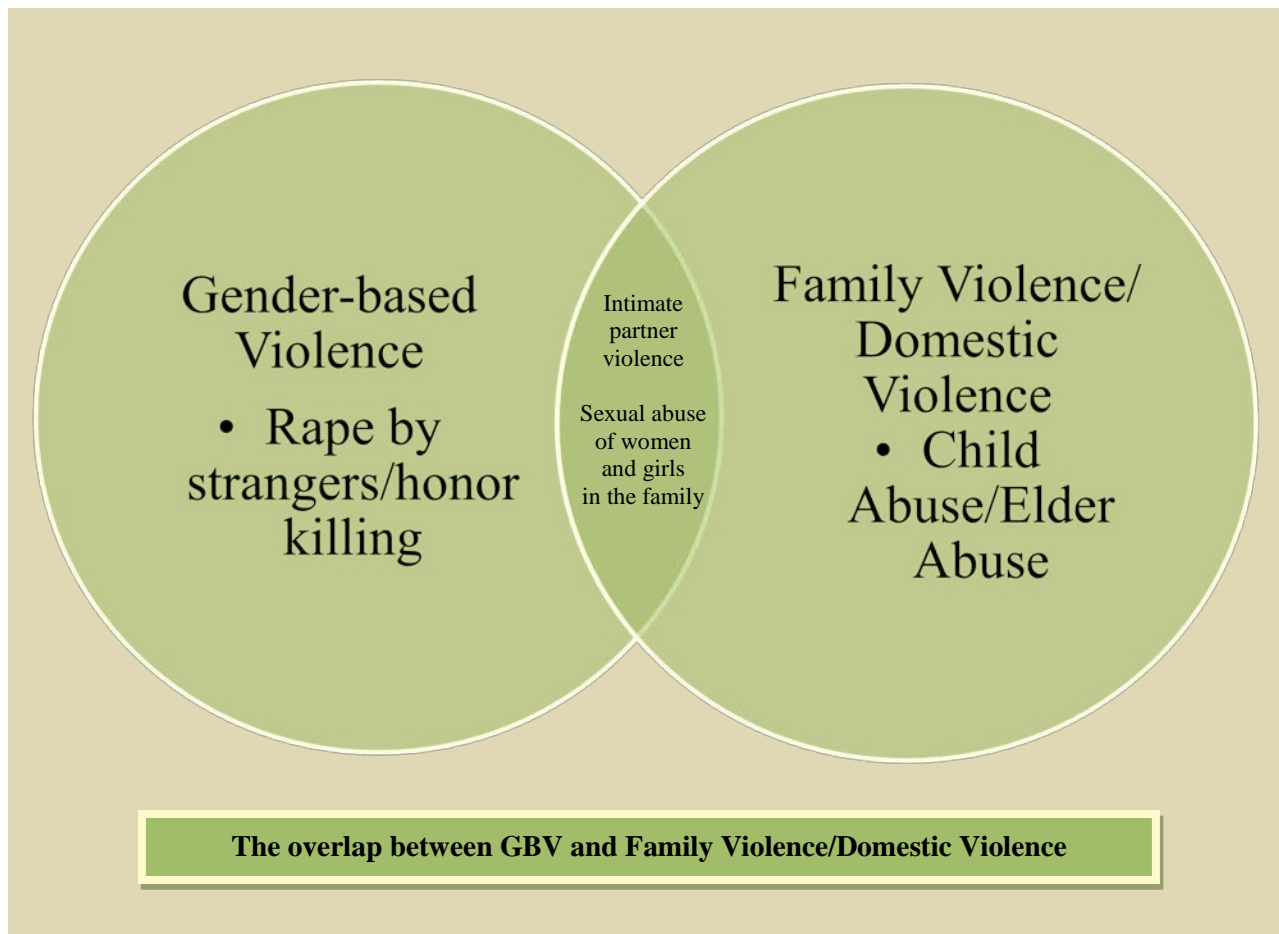 Gender-based
Violence
• Rape by
strangers/honor
killing
Intimate
partner
violence
Sexual abuse
of women
and girls
in the family
Family Violence/
Domestic
Violence
• Child
Abuse/Elder
Abuse
The overlap between GBV and Family Violence/Domestic Violence